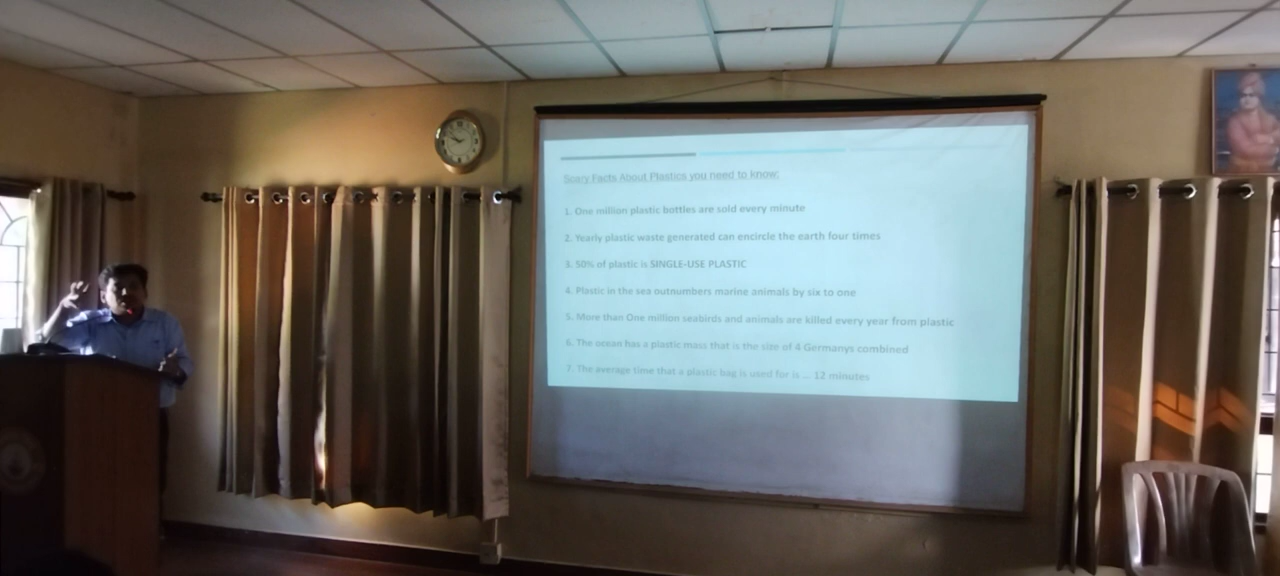 Scary Facts About Plastics you need to know:
1. One million plastic bottles are sold every minute
2. Yearly plastic waste generated can encircle the earth four times
3. 50% of plastic is SINGLE-USE PLASTIC
4. Plastic in the sea outnumbers marine animals by six to one
5. More than One million seabirds and animals are killed every year from plastic
6. The ocean has a plastic mass that is the size of 4 Germanys combined
7. The average time that a plastic bag is used for is ... 12 minutes